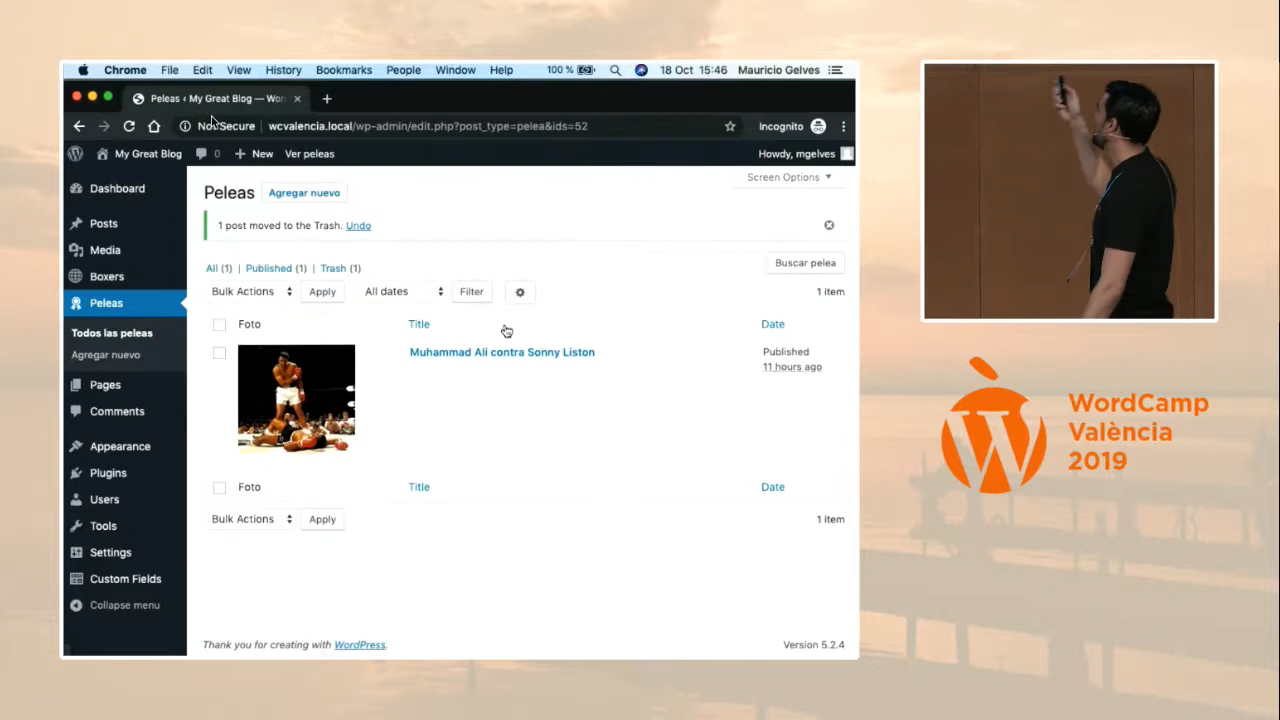 Chrome File Edit View History Bookmarks People Window Help 100 % 18 Oct 15:46 Mauricio Gelves
Peleas ‹ My Great Blog — Wor
Not Secure wcvalencia.local/wp-admin/edit.php?post_type=pelea&ids=52 Incognito
My Great Blog 0 + New Ver peleas Howdy, mgelves
Screen Options
Dashboard
Posts
Media
Boxers
Peleas
Todos las peleas
Agregar nuevo
Pages
Comments
Appearance
Plugins
Users
Tools
Settings
Custom Fields
Collapse menu
Peleas Agregar nuevo
1 post moved to the Trash. Undo
All (1) | Published (1) | Trash (1)
Buscar pelea
Bulk Actions Apply All dates Filter 1 item
Foto Title Date
Muhammad Ali contra Sonny Liston Published
11 hours ago
Foto Title Date
Bulk Actions Apply 1 item
Thank you for creating with WordPress. Version 5.2.4
WordCamp
València
2019